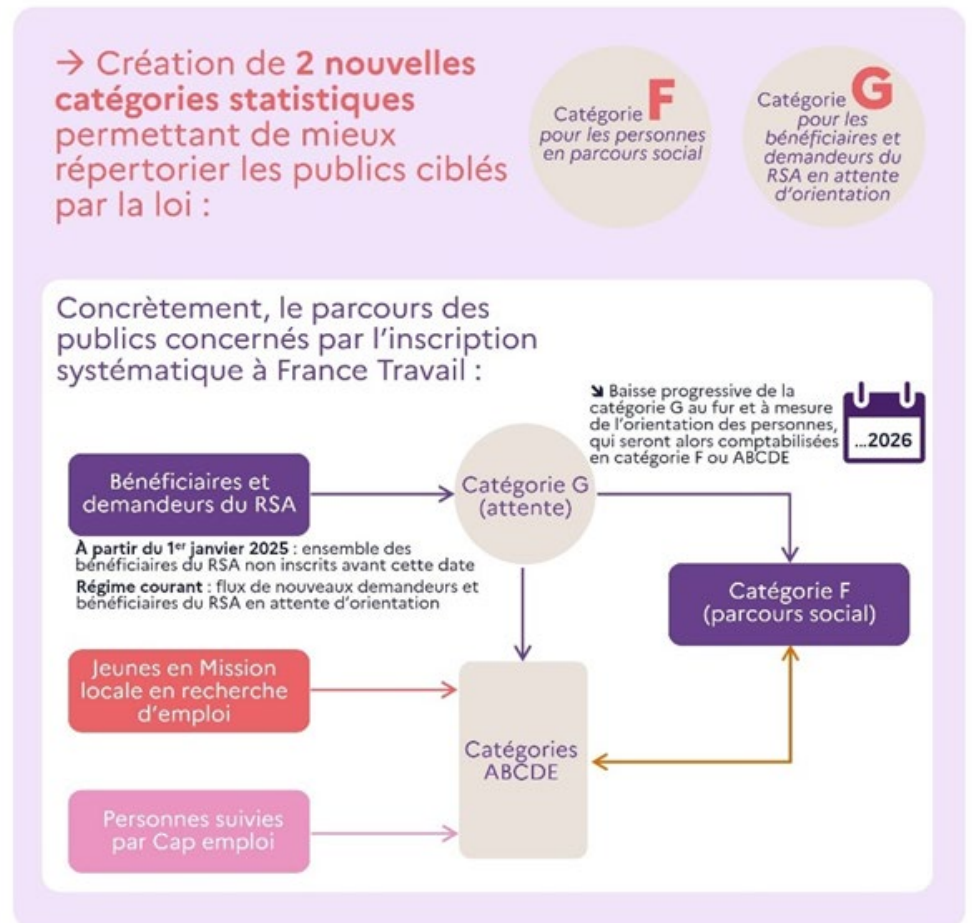 → Création de 2 nouvelles
catégories statistiques
permettant de mieux
répertorier les publics ciblés
par la loi :
Catégorie F
pour les personnes
en parcours social
Catégorie G
pour les
bénéficiaires et
demandeurs du
RSA en attente
d'orientation
Concrètement, le parcours des
publics concernés par l'inscription
systématique à France Travail :
↘ Baisse progressive de la
catégorie G au fur et à mesure
de l'orientation des personnes,
qui seront alors comptabilisées
en catégorie F ou ABCDE
...2026
Bénéficiaires et
demandeurs du RSA
Catégorie G
(attente)
À partir du 1er janvier 2025 : ensemble des
bénéficiaires du RSA non inscrits avant cette date
Régime courant : flux de nouveaux demandeurs et
bénéficiaires du RSA en attente d'orientation
Catégorie F
(parcours social)
Jeunes en Mission
locale en recherche
d'emploi
Catégories
ABCDE
Personnes suivies
par Cap emploi